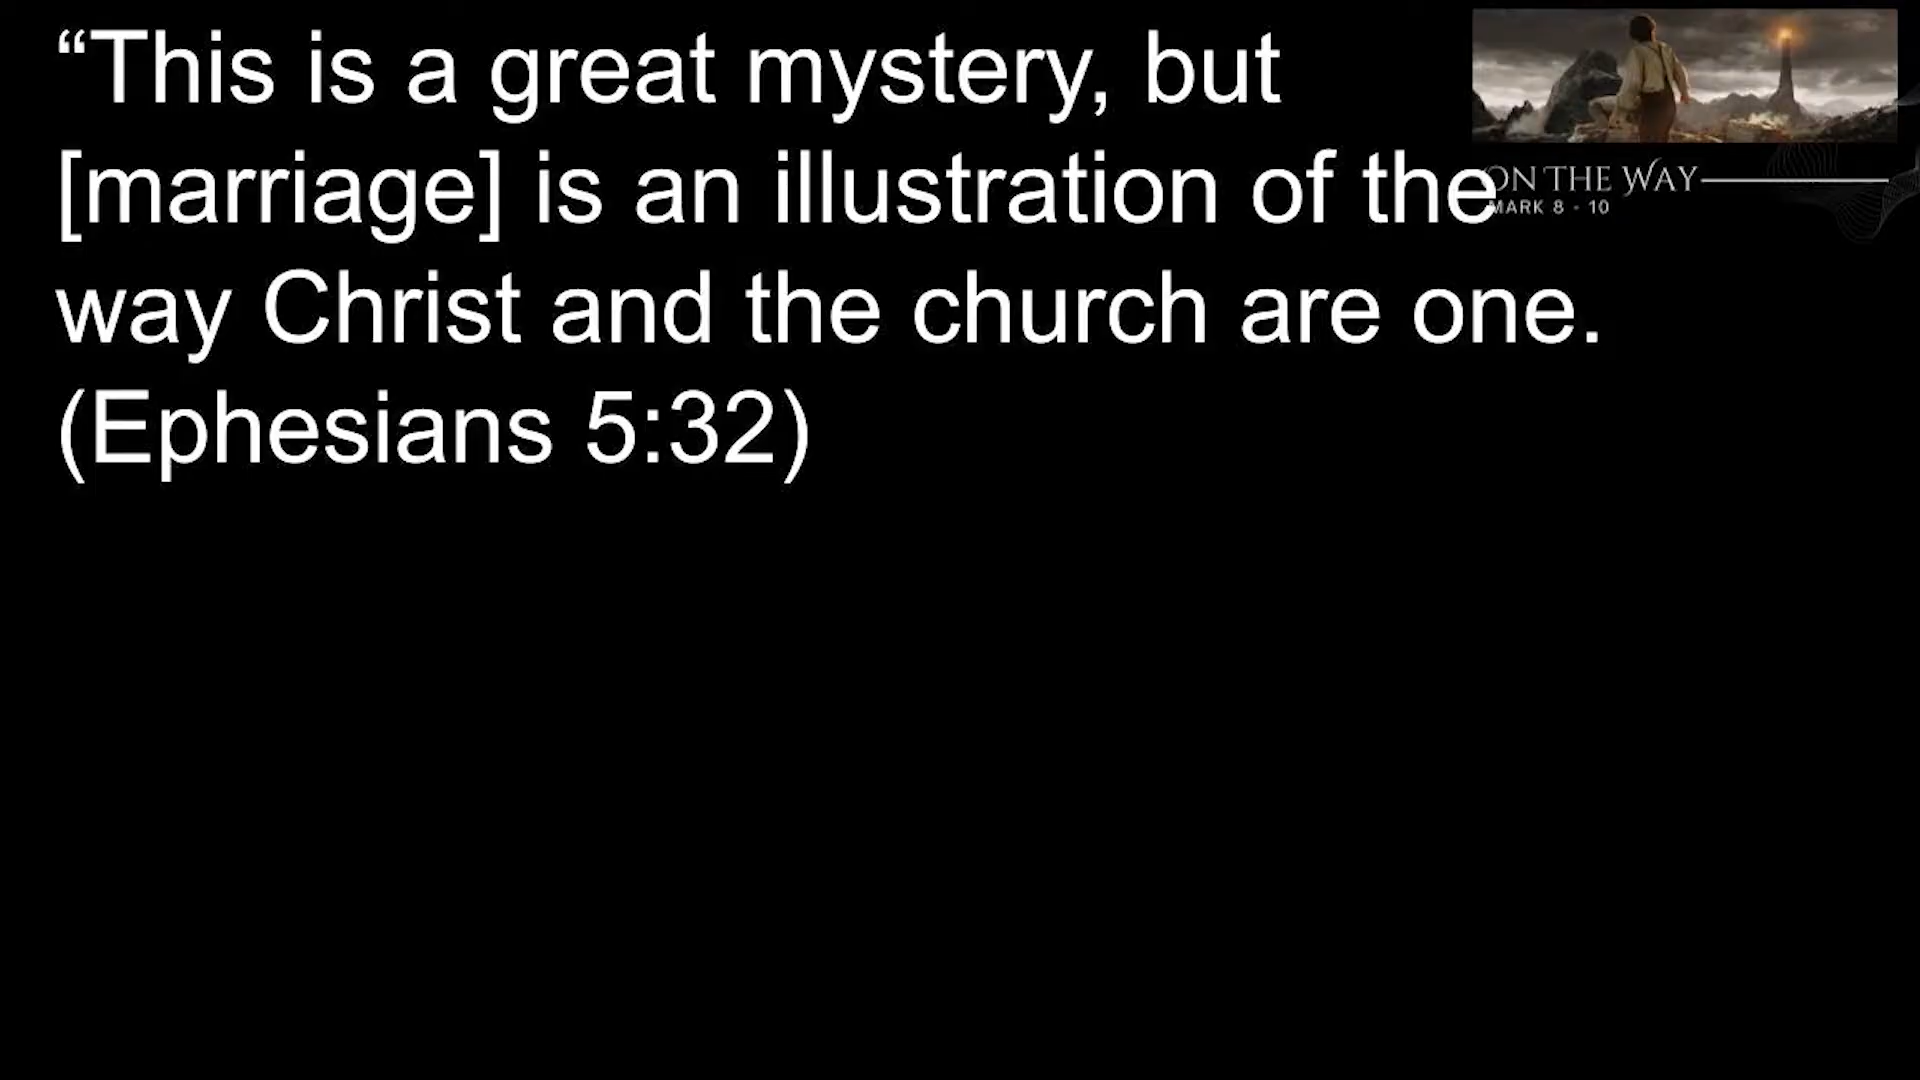 “This is a great mystery, but
[marriage] is an illustration of the
way Christ and the church are one.
(Ephesians 5:32)
ON THE WAY
MARK 8 - 10